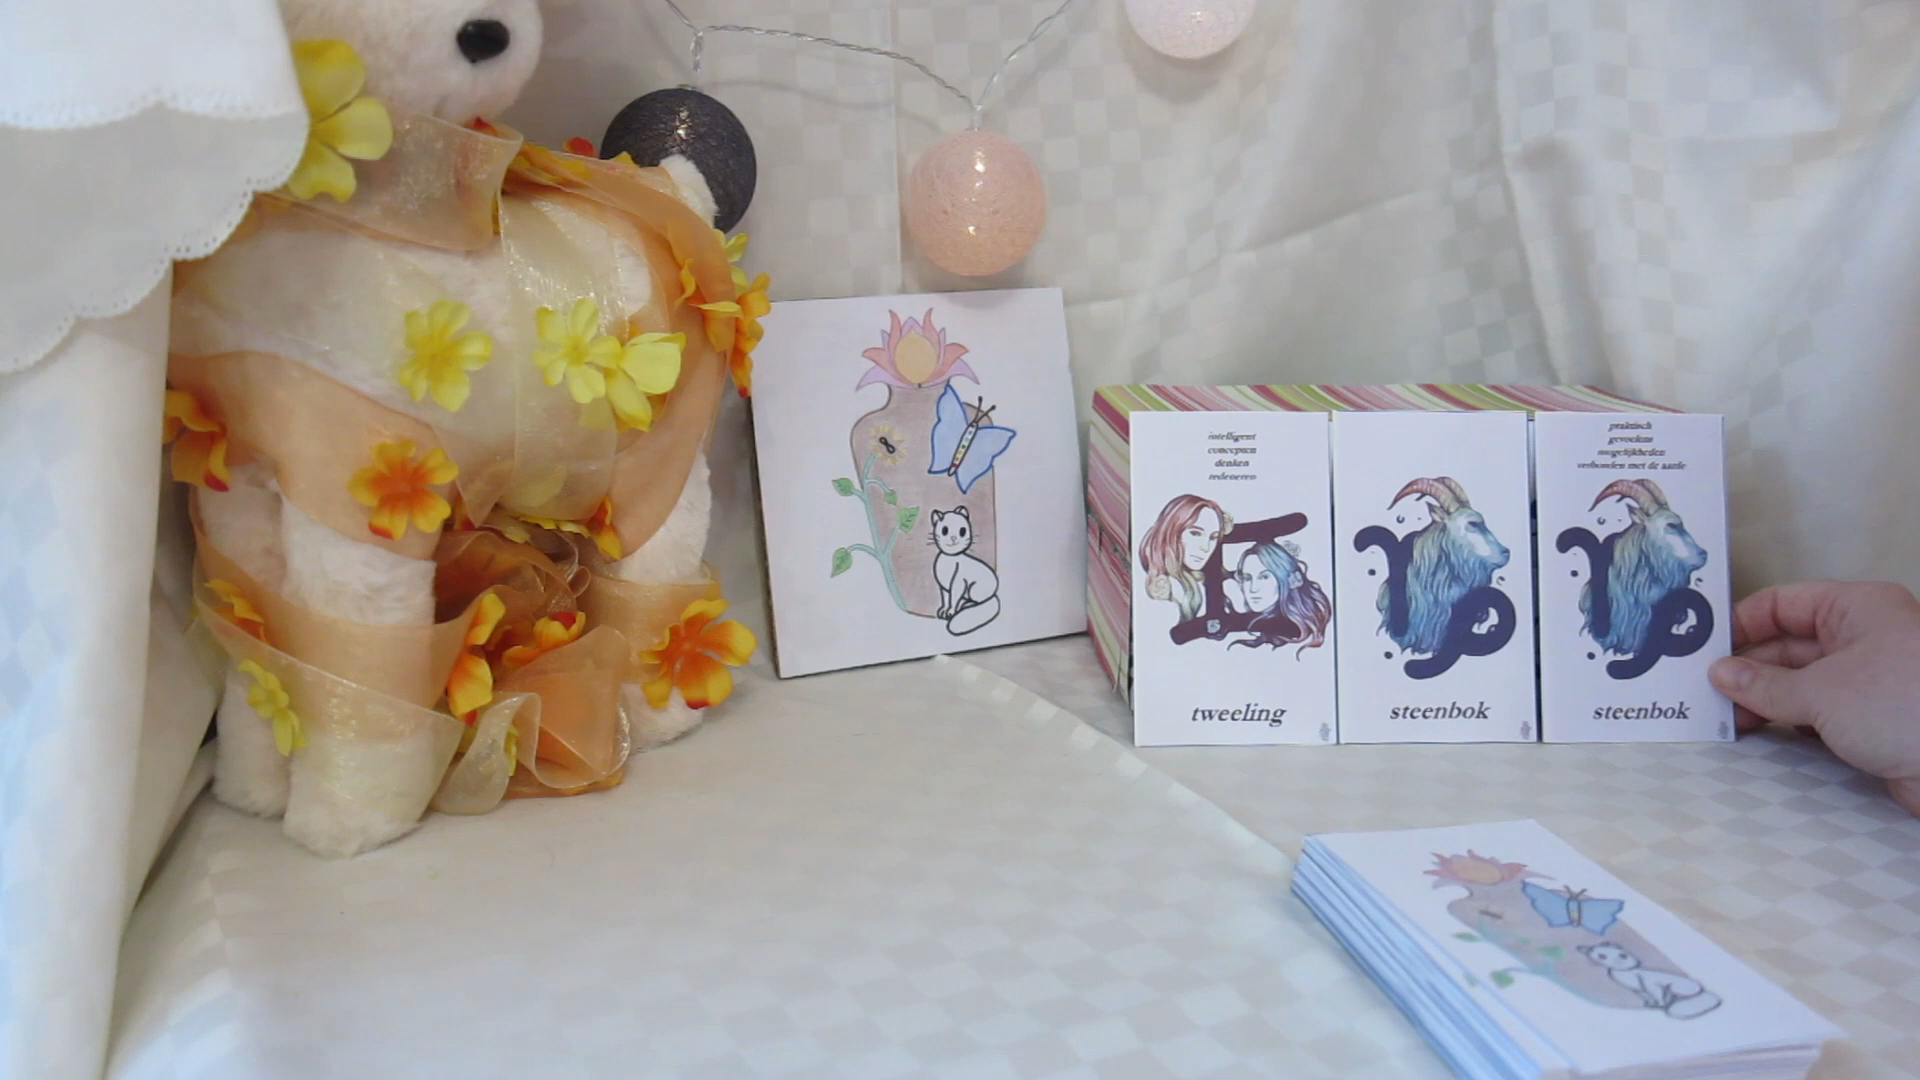 intelligent
concepten
denken
redeneren
tweeling
steenbok
praktisch
gevoelens
mogelijkheden
verbonden met de aarde
steenbok